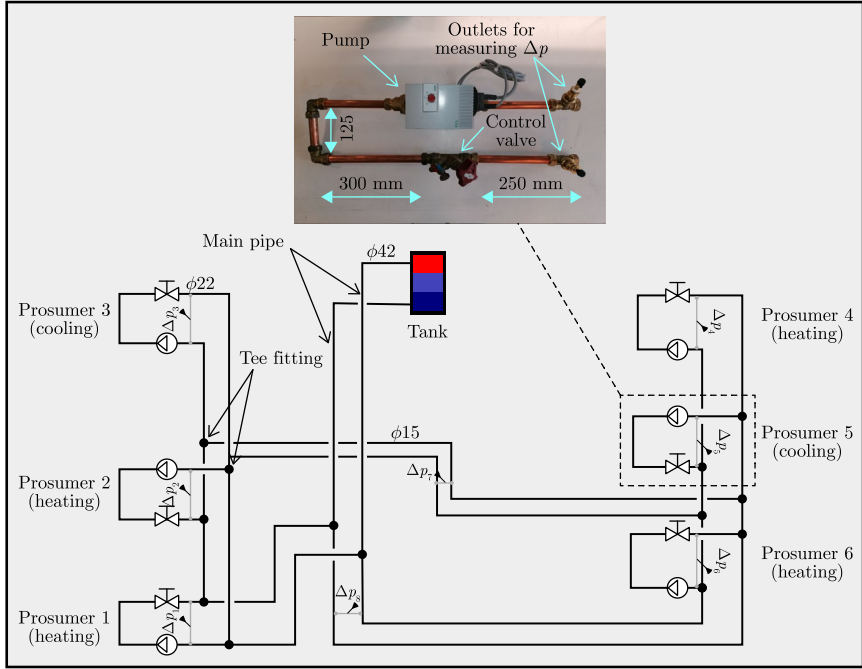 Pump
Outlets for
measuring Δp
125
Control
valve
300 mm
250 mm
Main pipe
ϕ42
ϕ22
Prosumer 3
(cooling)
Δp₃
Tank
Prosumer 4
(heating)
Δp₄
Tee fitting
ϕ15
Prosumer 5
(cooling)
Δp₅
Δp₇
Prosumer 2
(heating)
Δp₂
Prosumer 6
(heating)
Δp₆
Δp₈
Prosumer 1
(heating)
Δp₁